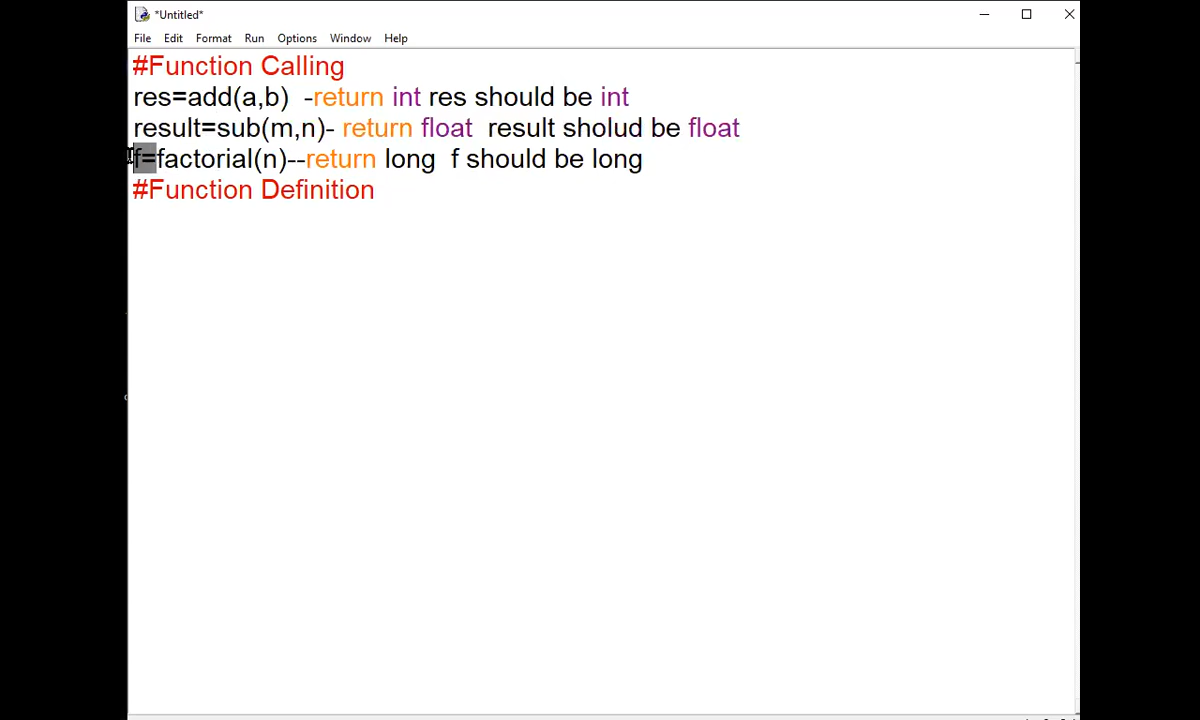 *Untitled*
File Edit Format Run Options Window Help
#Function Calling
res=add(a,b)  -return int res should be int
result=sub(m,n)- return float  result sholud be float
f=factorial(n)--return long  f should be long
#Function Definition